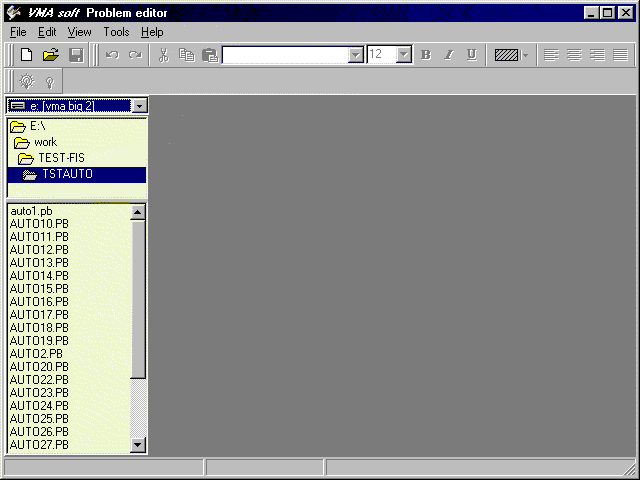 VMA soft Problem editor
File Edit View Tools Help
12 B I U
e: [vma big 2]
E:\
work
TEST-FIS
TSTAUTO
auto1.pb
AUTO10.PB
AUTO11.PB
AUTO12.PB
AUTO13.PB
AUTO14.PB
AUTO15.PB
AUTO16.PB
AUTO17.PB
AUTO18.PB
AUTO19.PB
AUTO2.PB
AUTO20.PB
AUTO22.PB
AUTO23.PB
AUTO24.PB
AUTO25.PB
AUTO26.PB
AUTO27.PB